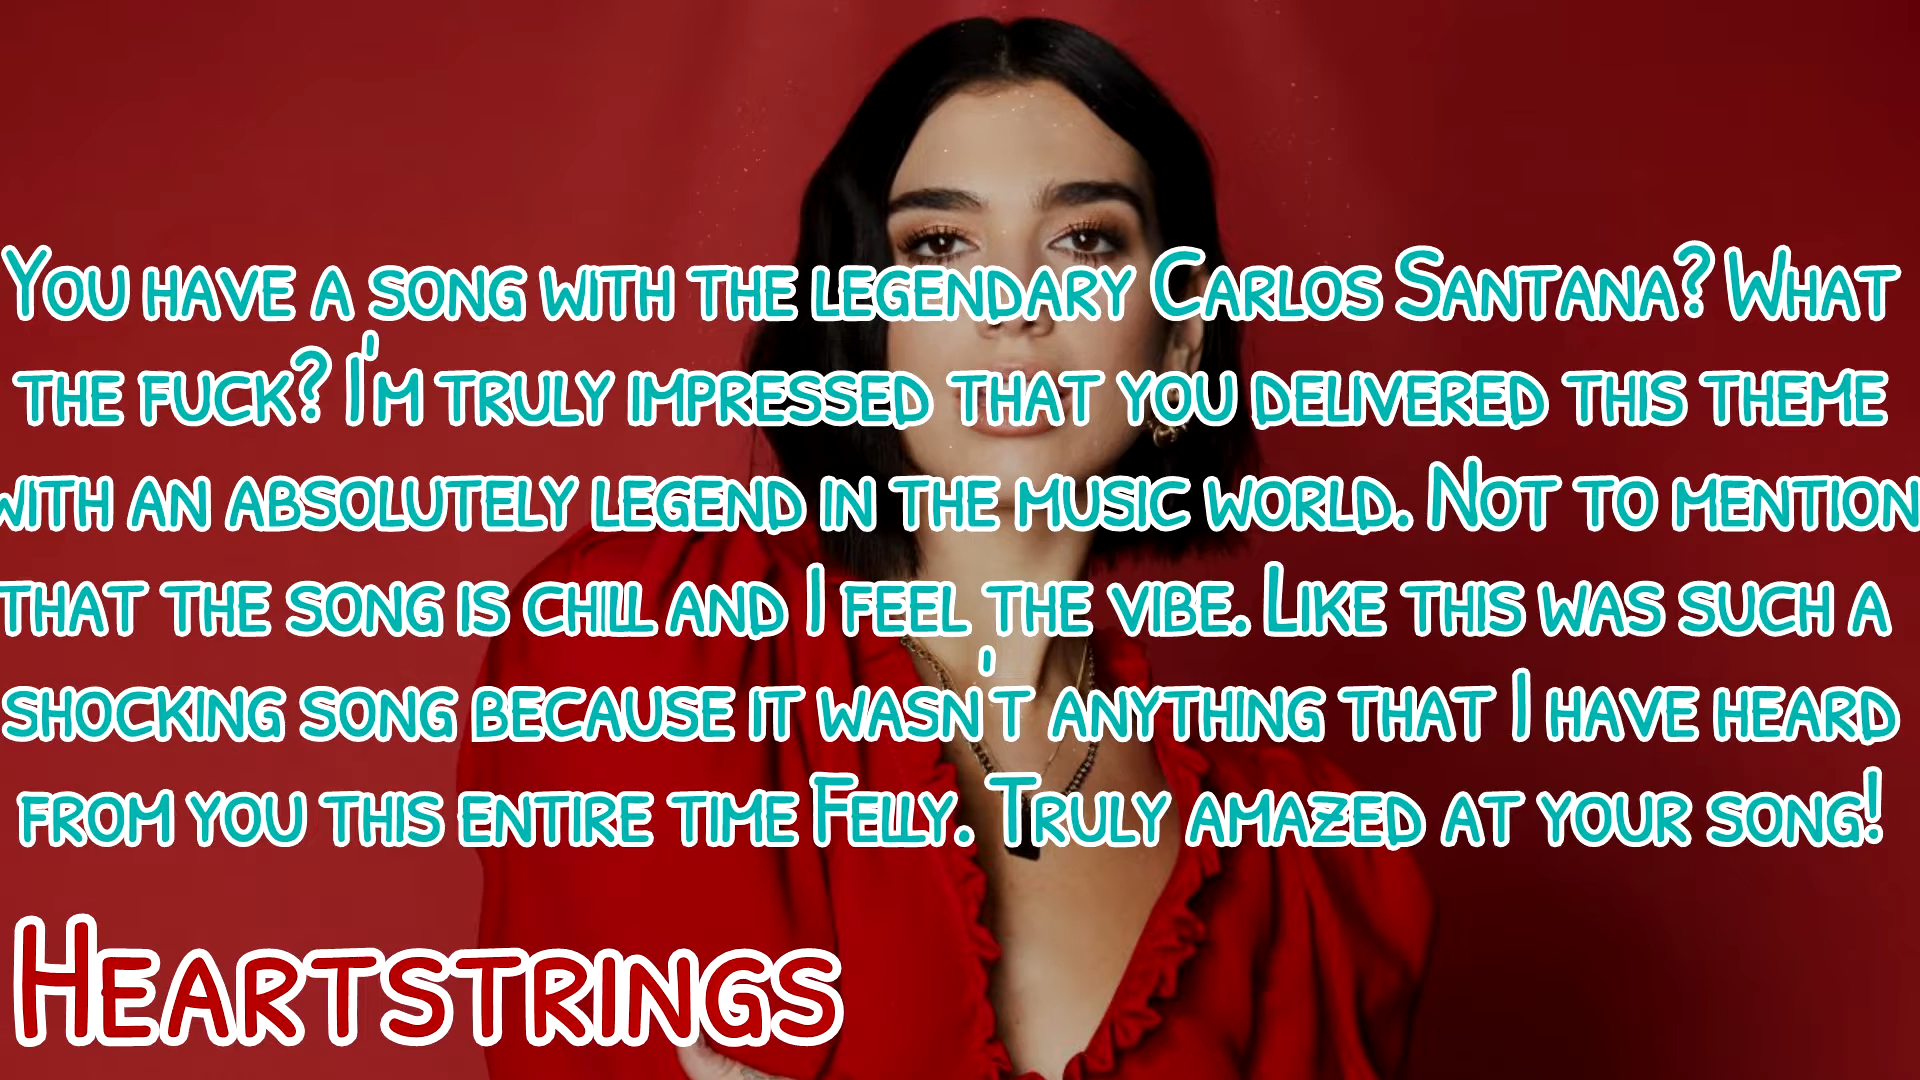 You have a song with the legendary Carlos Santana? What
the fuck? I'm truly impressed that you delivered this theme
with an absolutely legend in the music world. Not to mention
that the song is chill and I feel the vibe. Like this was such a
shocking song because it wasn't anything that I have heard
from you this entire time Felly. Truly amazed at your song!
Heartstrings